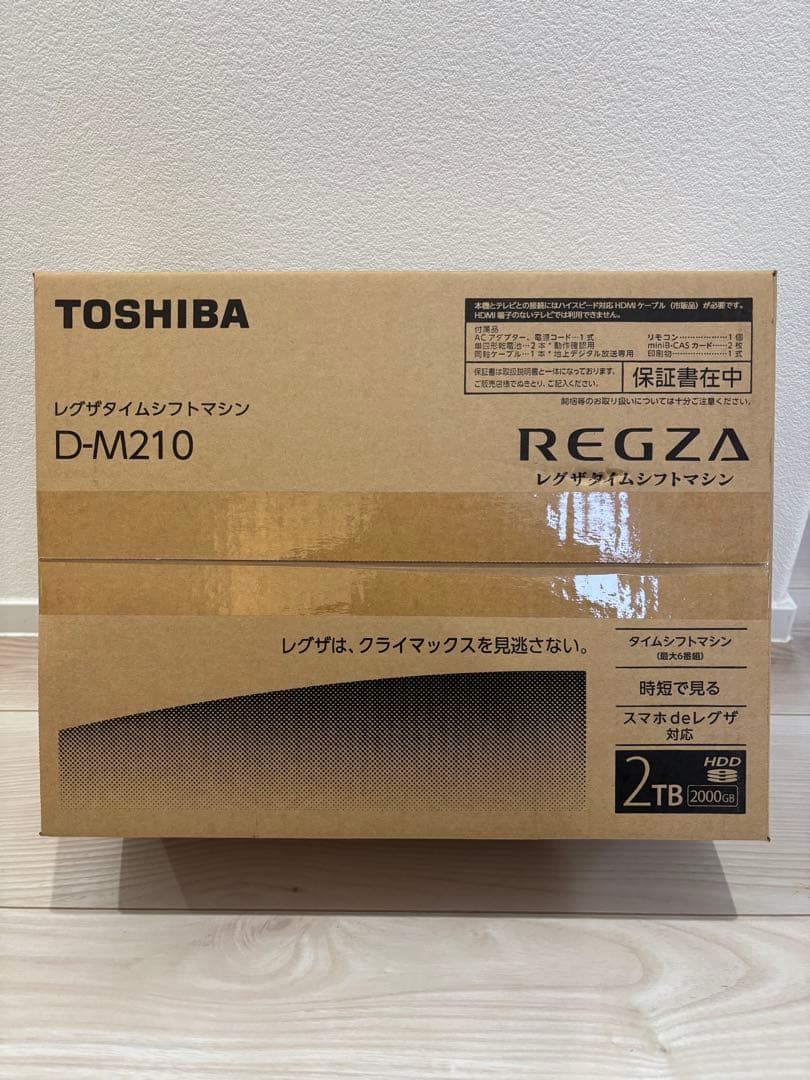 TOSHIBA
本機とテレビとの接続にはハイスピード対応HDMIケーブル(市販品)が必要です。
HDMI端子のないテレビでは利用できません。
付属品
ACアダプター、電源コード…1式
単四形乾電池…2本*動作確認用
同軸ケーブル…1本*地上デジタル放送専用
リモコン………………1個
miniB-CASカード……2枚
印刷物…………………1式
保証書は取扱説明書と一体になっております。
ご販売店様でぬきとり、ご記入ください。
保証書在中
開梱等のお取り扱いについては十分ご注意ください。
レグザタイムシフトマシン
D-M210
REGZA
レグザタイムシフトマシン
レグザは、クライマックスを見逃さない。
タイムシフトマシン
(最大6番組)
時短で見る
スマホdeレグザ
対応
2TB
HDD
2000GB